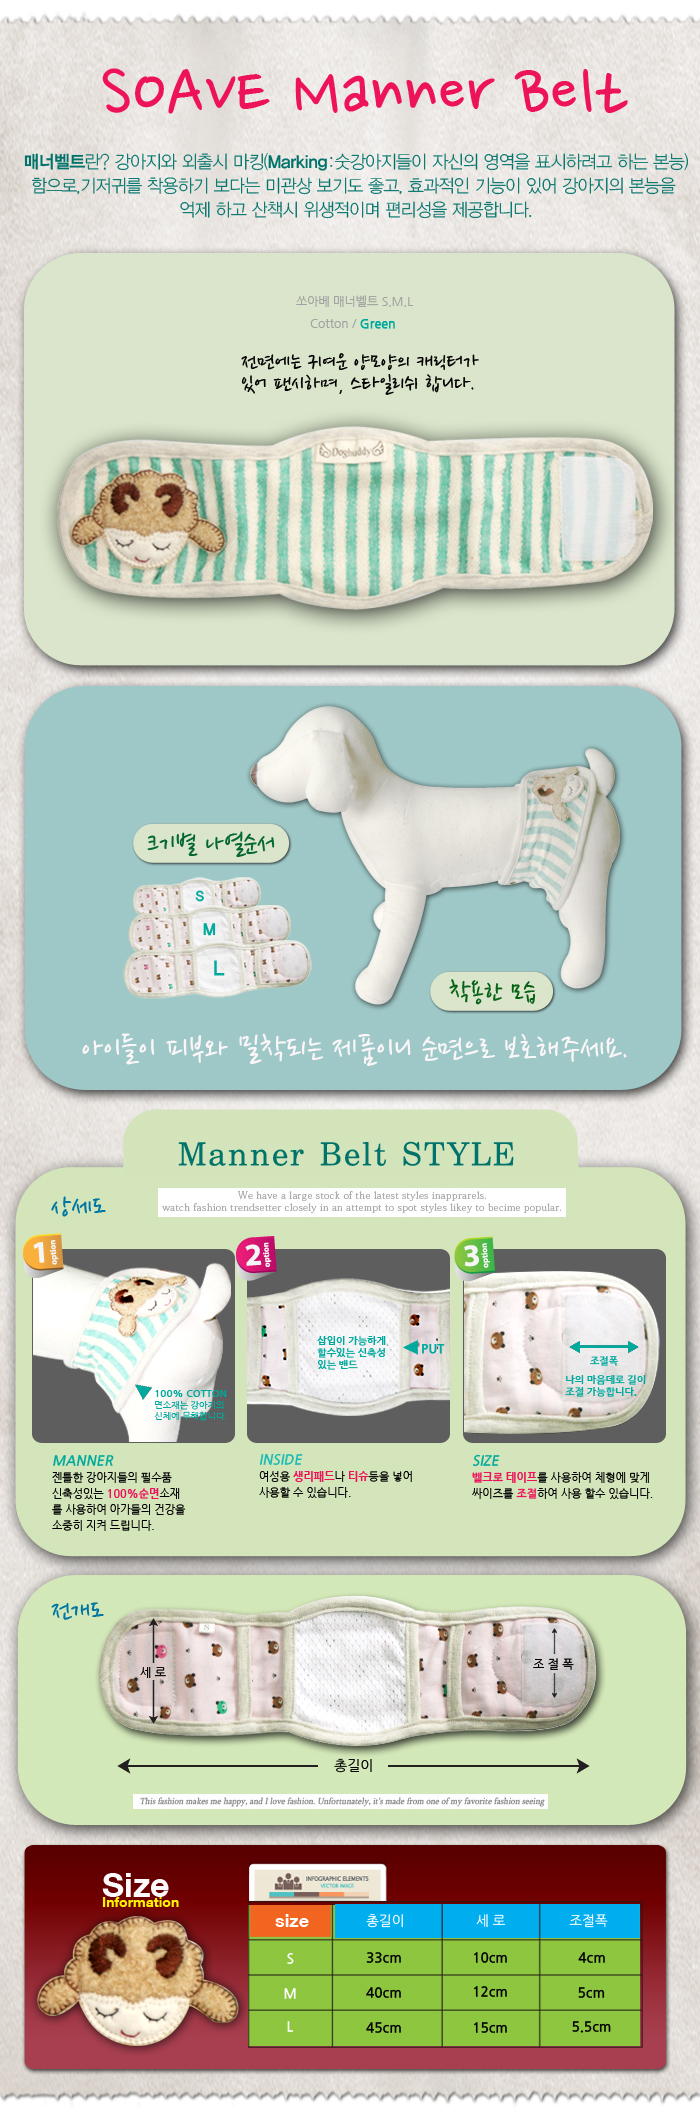 SOAVE Manner Belt
매너벨트란? 강아지와 외출시 마킹(Marking:숫강아지들이 자신의 영역을 표시하려고 하는 본능)
함으로,기저귀를 착용하기 보다는 미관상 보기도 좋고, 효과적인 기능이 있어 강아지의 본능을
억제 하고 산책시 위생적이며 편리성을 제공합니다.
쏘아베 매너벨트 S.M.L
Cotton / Green
전면에는 귀여운 양모양의 캐릭터가
있어 팬시하며, 스타일리쉬 합니다.
Dogbuddy
크기별 나열순서
S
M
L
착용한 모습
아이들이 피부와 밀착되는 제품이니 순면으로 보호해주세요.
Manner Belt STYLE
상세도
We have a large stock of the latest styles inapprarels.
watch fashion trendsetter closely in an attempt to spot styles likey to becime popular.
1 option
100% COTTON
면소재는 강아지의
신체에 무해합니다
2 option
삽입이 가능하게
할수있는 신축성
있는 밴드
PUT
3 option
조절폭
나의 마음데로 길이
조절 가능합니다.
MANNER
젠틀한 강아지들의 필수품
신축성있는 100%순면소재
를 사용하여 아가들의 건강을
소중히 지켜 드립니다.
INSIDE
여성용 생리패드나 티슈등을 넣어
사용할 수 있습니다.
SIZE
벨크로 테이프를 사용하여 체형에 맞게
싸이즈를 조절하여 사용 할수 있습니다.
전개도
S
세 로
조 절 폭
총길이
This fashion makes me happy, and I love fashion. Unfortunately, it's made from one of my favorite fashion seeing
Size
Information
INFOGRAPHIC ELEMENTS
VECTOR IMAGE
size 총길이 세 로 조절폭
S 33cm 10cm 4cm
M 40cm 12cm 5cm
L 45cm 15cm 5.5cm